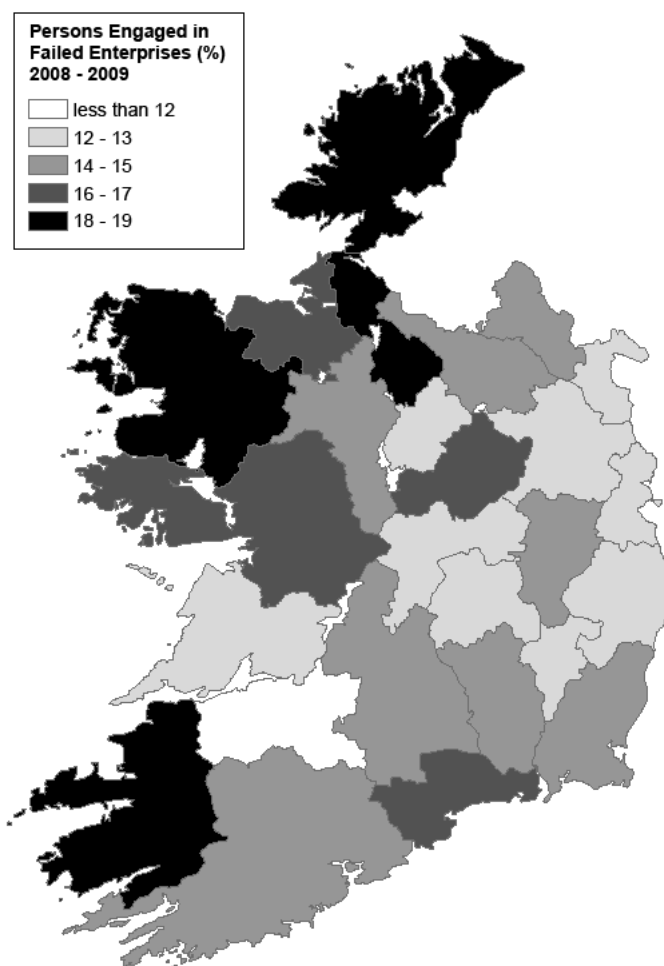 Persons Engaged in
Failed Enterprises (%)
2008 - 2009
less than 12
12 - 13
14 - 15
16 - 17
18 - 19